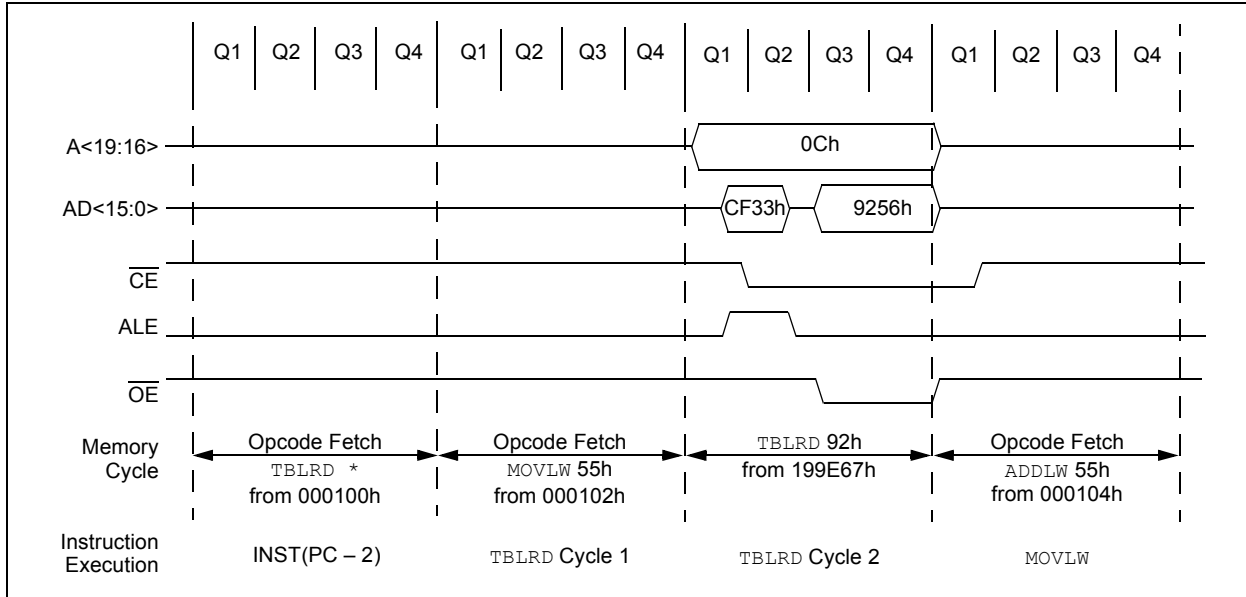 Q1 Q2 Q3 Q4 Q1 Q2 Q3 Q4 Q1 Q2 Q3 Q4 Q1 Q2 Q3 Q4
A<19:16>
0Ch
AD<15:0>
CF33h
9256h
CE
ALE
OE
Memory
Cycle
Opcode Fetch
TBLRD *
from 000100h
Opcode Fetch
MOVLW 55h
from 000102h
TBLRD 92h
from 199E67h
Opcode Fetch
ADDLW 55h
from 000104h
Instruction
Execution
INST(PC – 2)
TBLRD Cycle 1
TBLRD Cycle 2
MOVLW